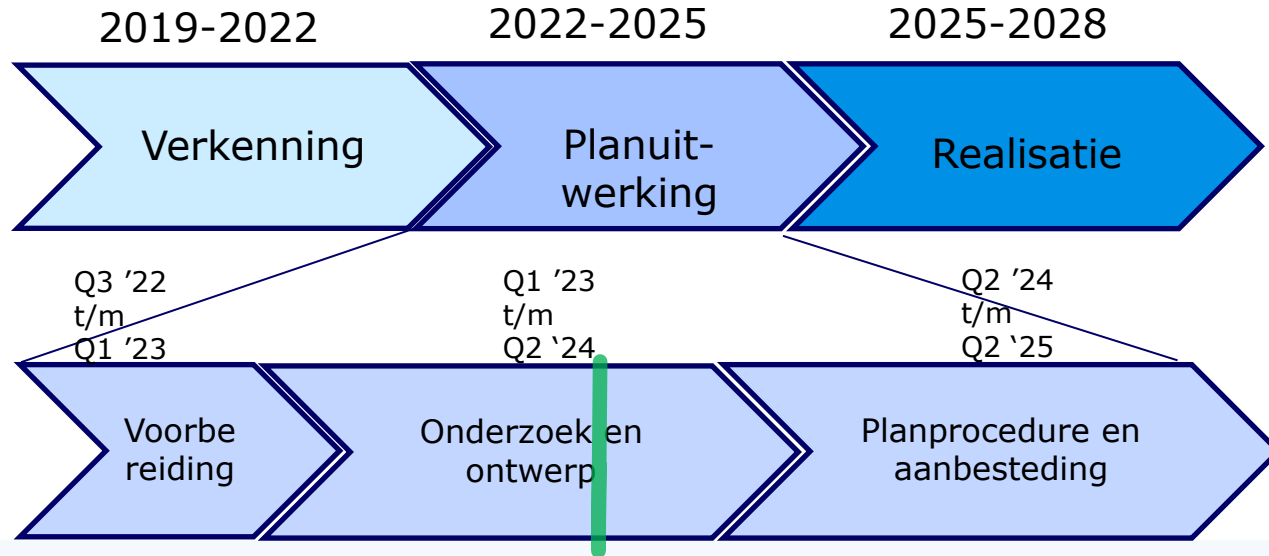 2019-2022
2022-2025
2025-2028
Verkenning
Planuit-
werking
Realisatie
Q3 ’22
t/m
Q1 ’23
Q1 ’23
t/m
Q2 ‘24
Q2 ’24
t/m
Q2 ‘25
Voorbe
reiding
Onderzoek en
ontwerp
Planprocedure en
aanbesteding